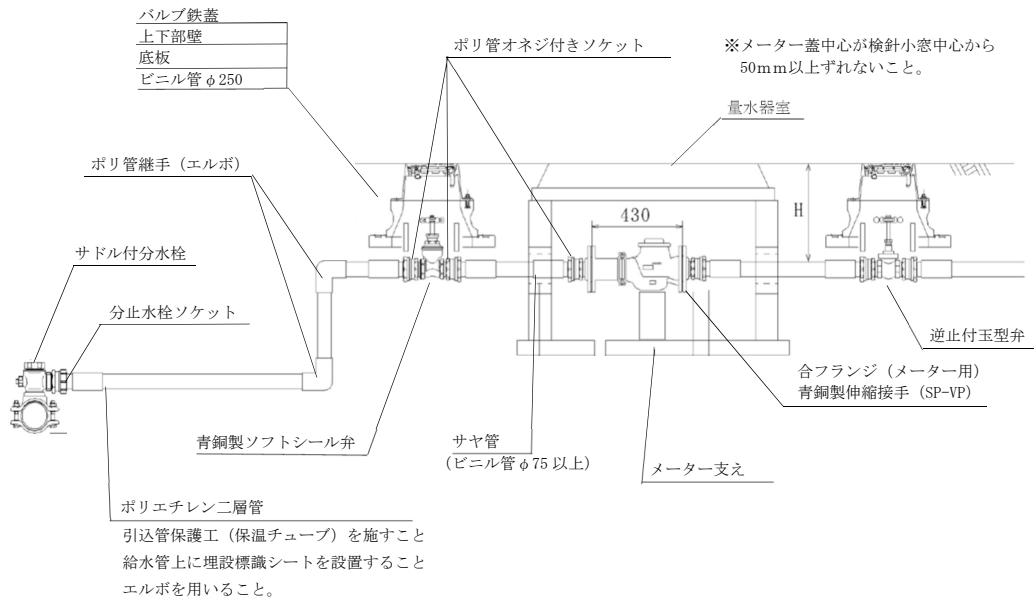 バルブ鉄蓋
上下部壁
底板
ビニル管φ250
ポリ管オネジ付きソケット
※メーター蓋中心が検針小窓中心から
50mm以上ずれないこと。
量水器室
ポリ管継手（エルボ）
430
H
サドル付分水栓
分止水栓ソケット
逆止付玉型弁
合フランジ（メーター用）
青銅製伸縮接手（SP-VP）
青銅製ソフトシール弁
サヤ管
（ビニル管φ75以上）
メーター支え
ポリエチレン二層管
引込管保護工（保温チューブ）を施すこと
給水管上に埋設標識シートを設置すること
エルボを用いること。